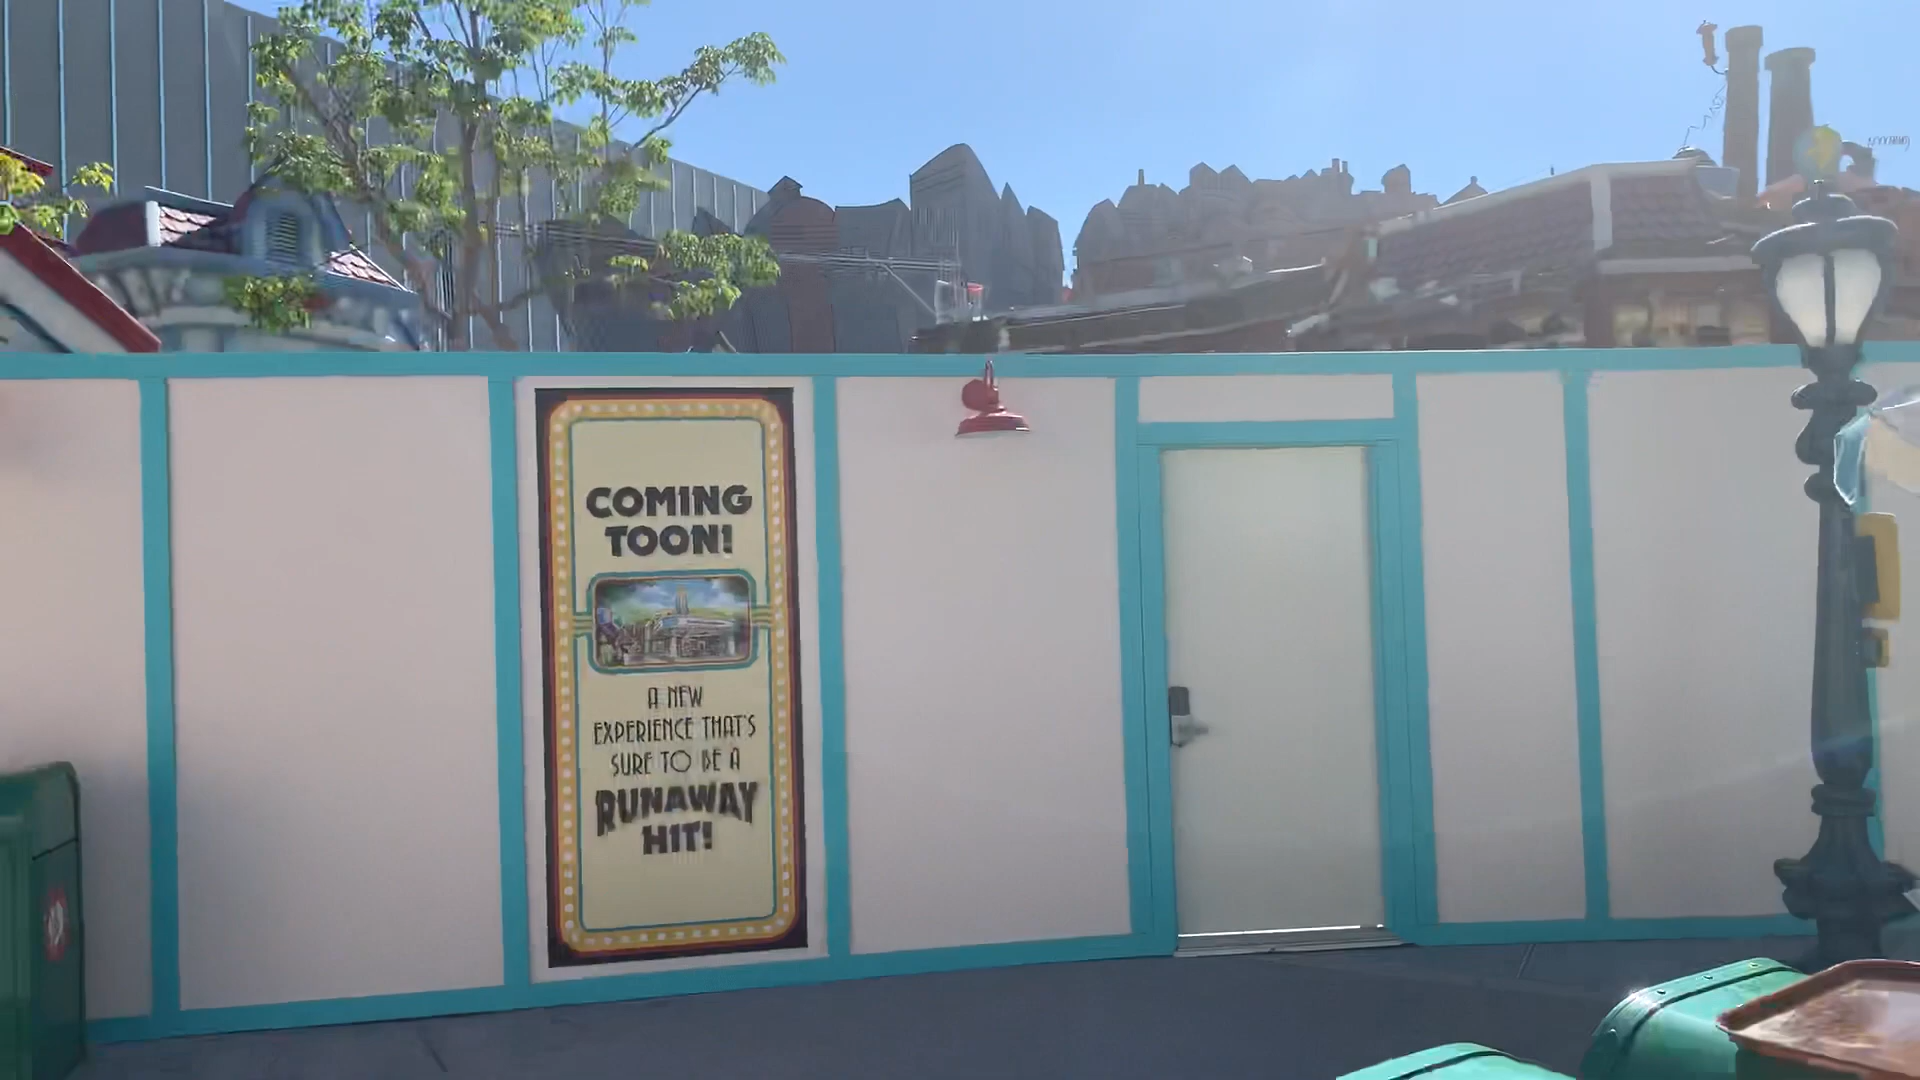 COMING
TOON!
A NEW
EXPERIENCE THAT'S
SURE TO BE A
RUNAWAY
HIT!